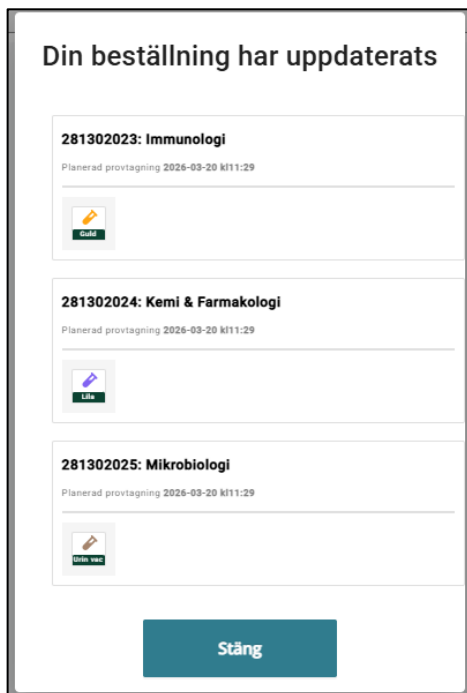 Din beställning har uppdaterats
281302023: Immunologi
Planerad provtagning 2026-03-20 kl11:29
Guld
281302024: Kemi & Farmakologi
Planerad provtagning 2026-03-20 kl11:29
Lila
281302025: Mikrobiologi
Planerad provtagning 2026-03-20 kl11:29
Urin vac
Stäng